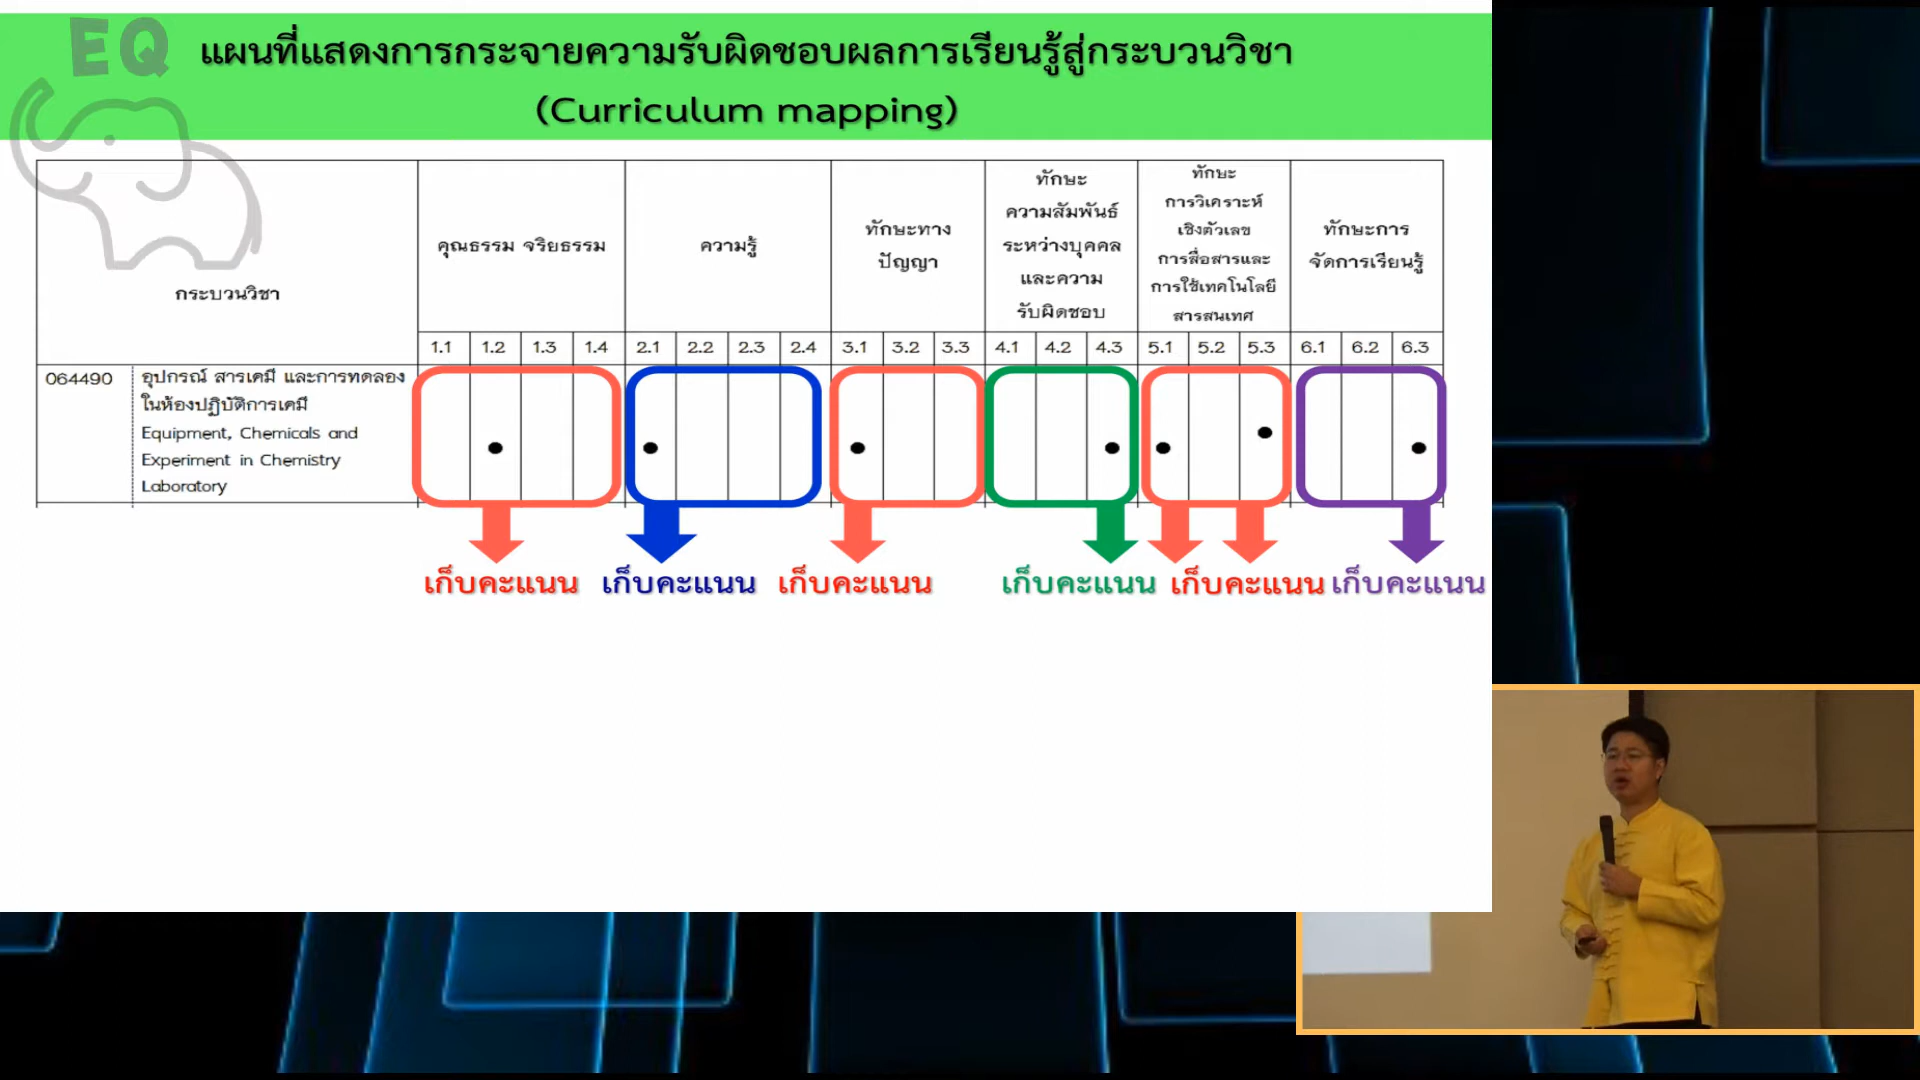 EQ
แผนที่แสดงการกระจายความรับผิดชอบผลการเรียนรู้สู่กระบวนวิชา
(Curriculum mapping)
กระบวนวิชา
คุณธรรม จริยธรรม
ความรู้
ทักษะทาง
ปัญญา
ทักษะ
ความสัมพันธ์
ระหว่างบุคคล
และความ
รับผิดชอบ
ทักษะ
การวิเคราะห์
เชิงตัวเลข
การสื่อสารและ
การใช้เทคโนโลยี
สารสนเทศ
ทักษะการ
จัดการเรียนรู้
1.1 1.2 1.3 1.4 2.1 2.2 2.3 2.4 3.1 3.2 3.3 4.1 4.2 4.3 5.1 5.2 5.3 6.1 6.2 6.3
064490 อุปกรณ์ สารเคมี และการทดลอง
ในห้องปฏิบัติการเคมี
Equipment, Chemicals and
Experiment in Chemistry
Laboratory
เก็บคะแนน เก็บคะแนน เก็บคะแนน เก็บคะแนน เก็บคะแนน เก็บคะแนน